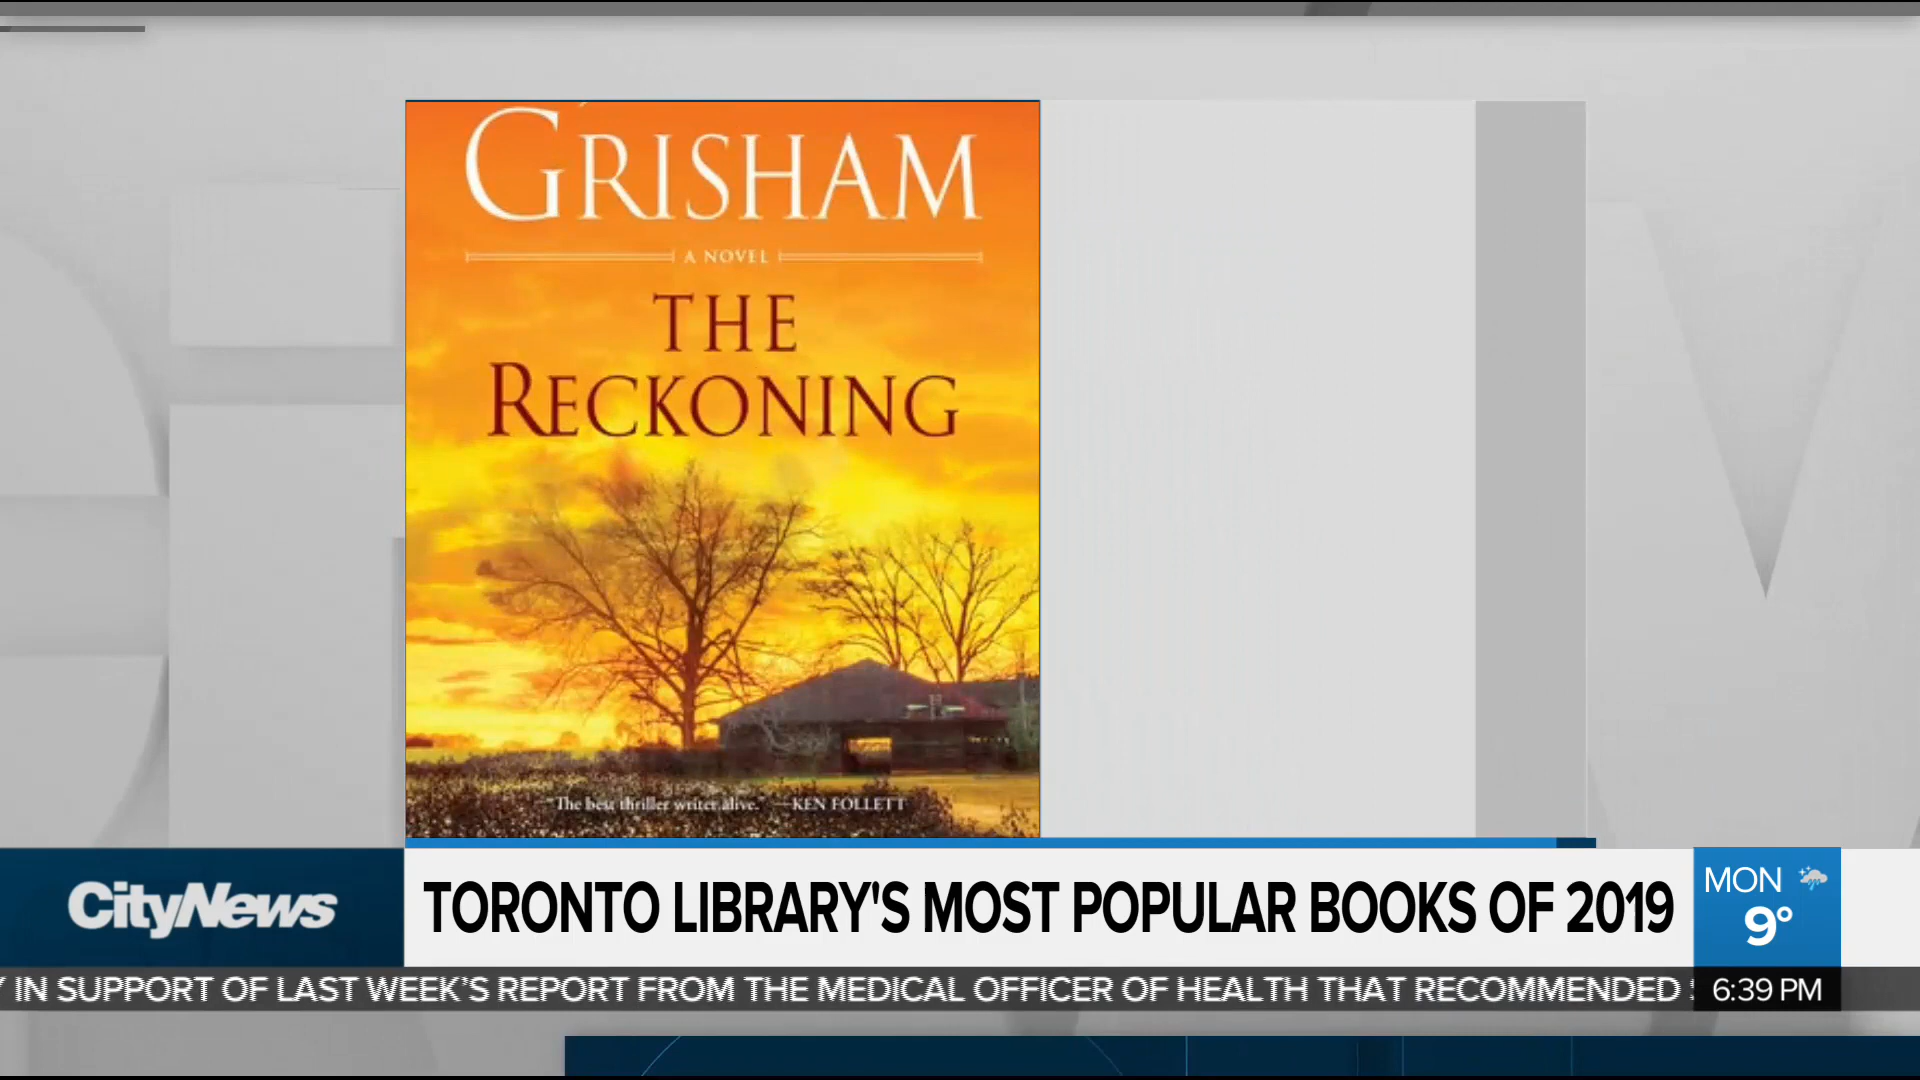 GRISHAM
A NOVEL
THE
RECKONING
"The best thriller writer alive." —KEN FOLLETT
CityNews
TORONTO LIBRARY'S MOST POPULAR BOOKS OF 2019
MON
9°
IN SUPPORT OF LAST WEEK'S REPORT FROM THE MEDICAL OFFICER OF HEALTH THAT RECOMMENDED
6:39 PM